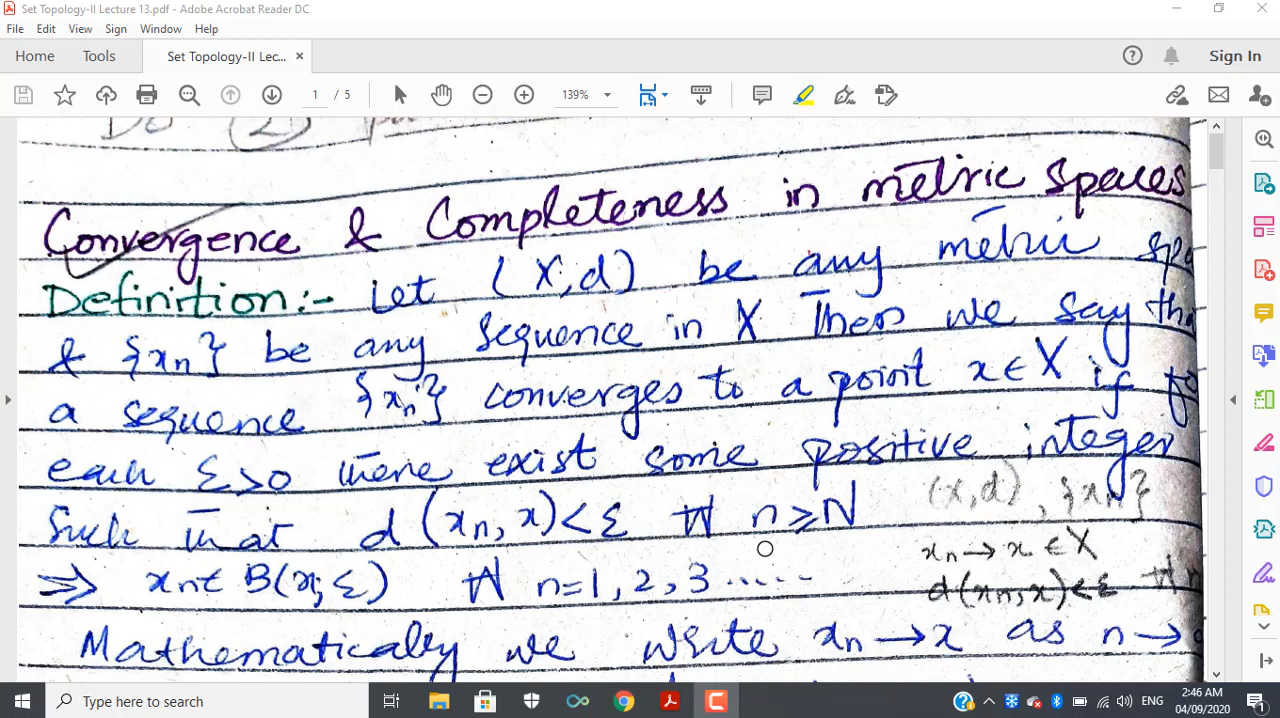 Set Topology-II Lecture 13.pdf - Adobe Acrobat Reader DC
File Edit View Sign Window Help
Home Tools Set Topology-II Lec... × Sign In
1 / 5 139%
Convergence & Completeness in metric spaces
Definition:- Let (X,d) be any metric spa
& {xn} be any sequence in X Then we say tha
a sequence {xn} converges to a point x ∈ X if fo
each ε>0 there exist some positive integer
(X,d), {xn}
Such that d(xn,x)<ε ∀ n≥N
xn → x ∈ X
⇒ xn∈ B(x;ε) ∀ n=1,2,3.....
d(xn,x)<ε ∀ n
Mathematically we write xn → x as n →
Type here to search
ENG
2:46 AM
04/09/2020
1